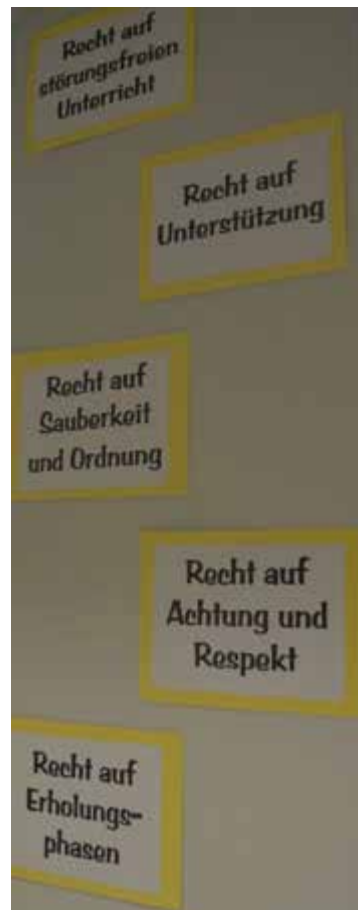 Recht auf
störungsfreien
Unterricht
Recht auf
Unterstützung
Recht auf
Sauberkeit
und Ordnung
Recht auf
Achtung und
Respekt
Recht auf
Erholungs-
phasen